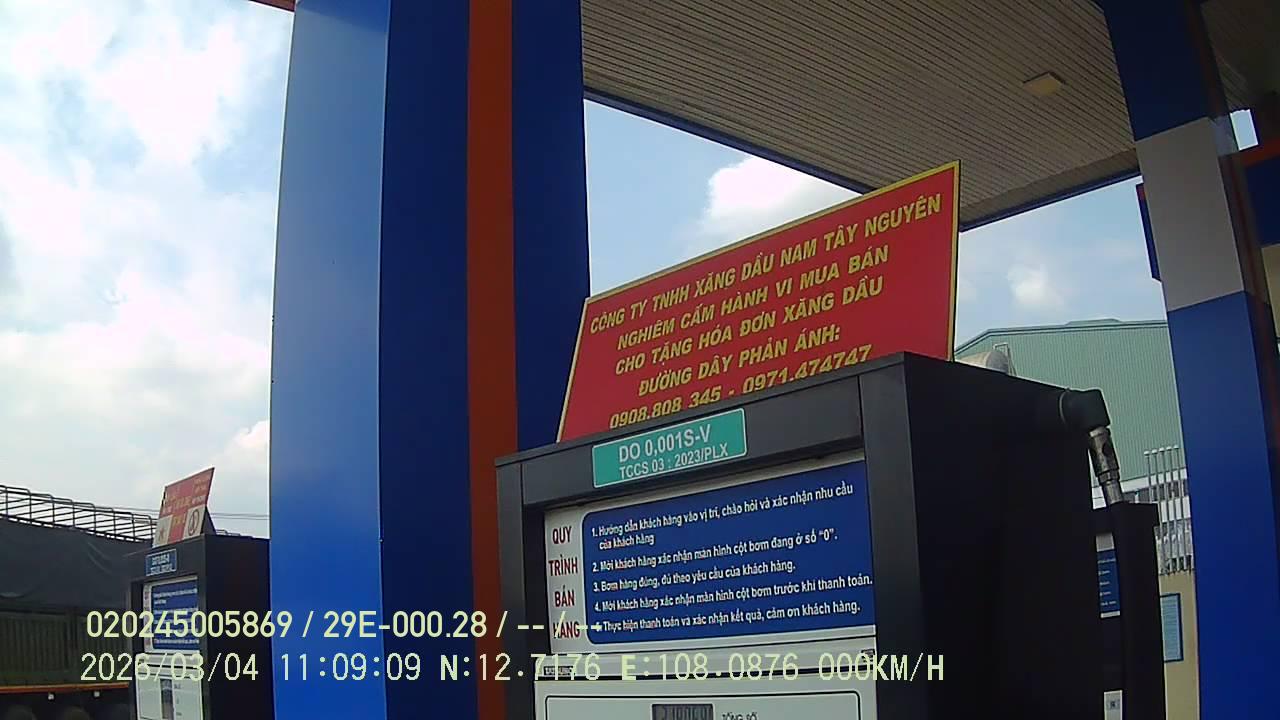 CÔNG TY TNHH XĂNG DẦU NAM TÂY NGUYÊN
NGHIÊM CẤM HÀNH VI MUA BÁN
CHO TẶNG HÓA ĐƠN XĂNG DẦU
ĐƯỜNG DÂY PHẢN ÁNH:
0908.808.345 - 0971.474747
DO 0,001S-V
TCCS 03 : 2023/PLX
QUY
TRÌNH
BÁN
HÀNG
1. Hướng dẫn khách hàng vào vị trí, chào hỏi và xác nhận nhu cầu
của khách hàng
2. Mời khách hàng xác nhận màn hình cột bơm đang ở số “0”.
3. Bơm hàng đúng, đủ theo yêu cầu của khách hàng.
4. Mời khách hàng xác nhận màn hình cột bơm trước khi thanh toán.
Thực hiện thanh toán và xác nhận kết quả, cảm ơn khách hàng.
TỔNG SỐ
020245005869 / 29E-000.28 / -- / --
2026/03/04 11:09:09 N:12.7176 E:108.0876 000KM/H